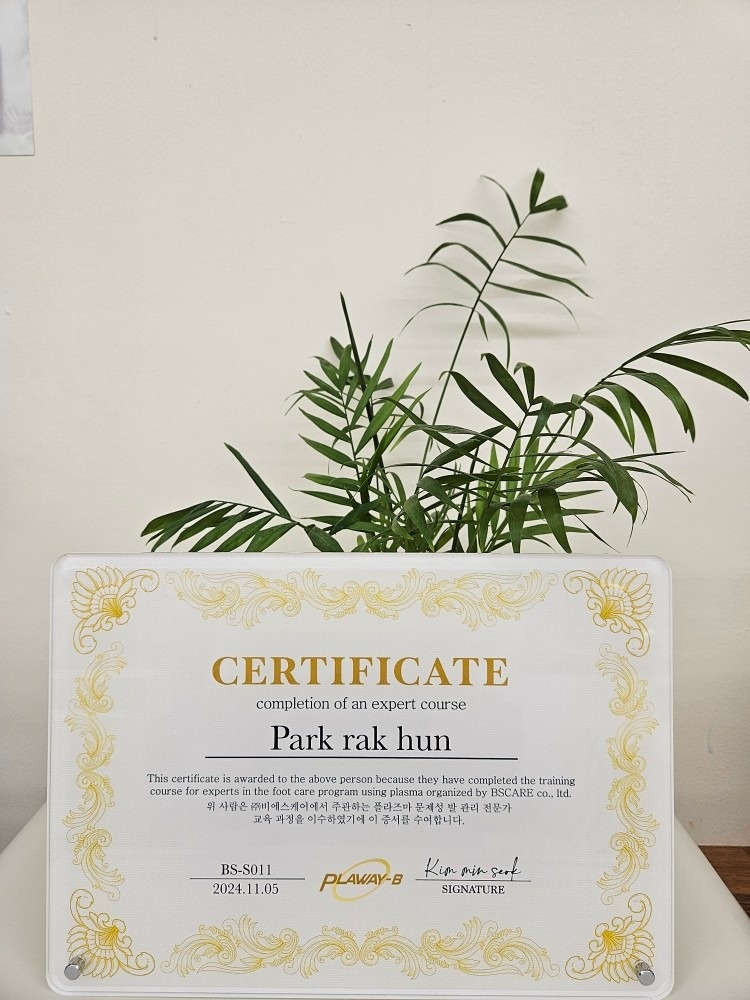 CERTIFICATE
completion of an expert course
Park rak hun
This certificate is awarded to the above person because they have completed the training
course for experts in the foot care program using plasma organized by BSCARE co., ltd.
위 사람은 ㈜비에스케어에서 주관하는 플라즈마 문제성 발 관리 전문가
교육 과정을 이수하였기에 이 증서를 수여합니다.
BS-S011
2024.11.05
PLAWAY-B
Kim min seok
SIGNATURE